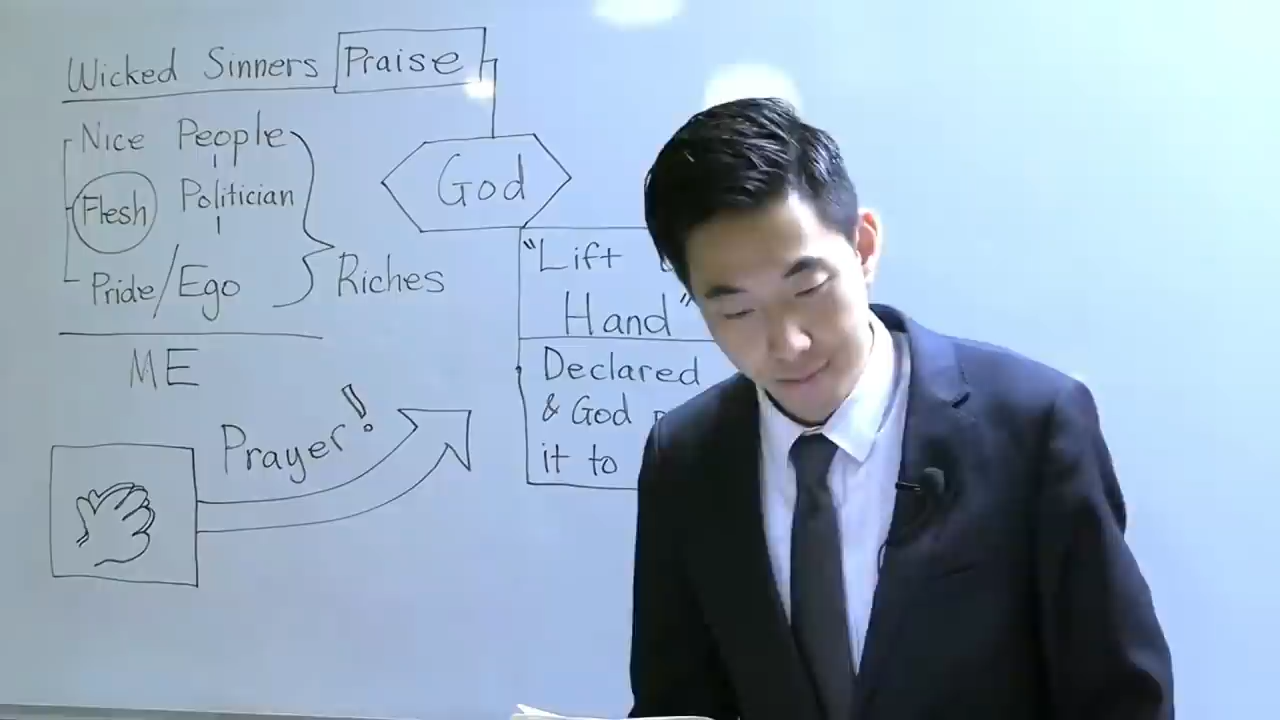 Wicked Sinners Praise
Nice People
Flesh Politician
Pride/Ego
Riches
ME
Prayer!
God
"Lift
Hand"
Declared
& God
it to